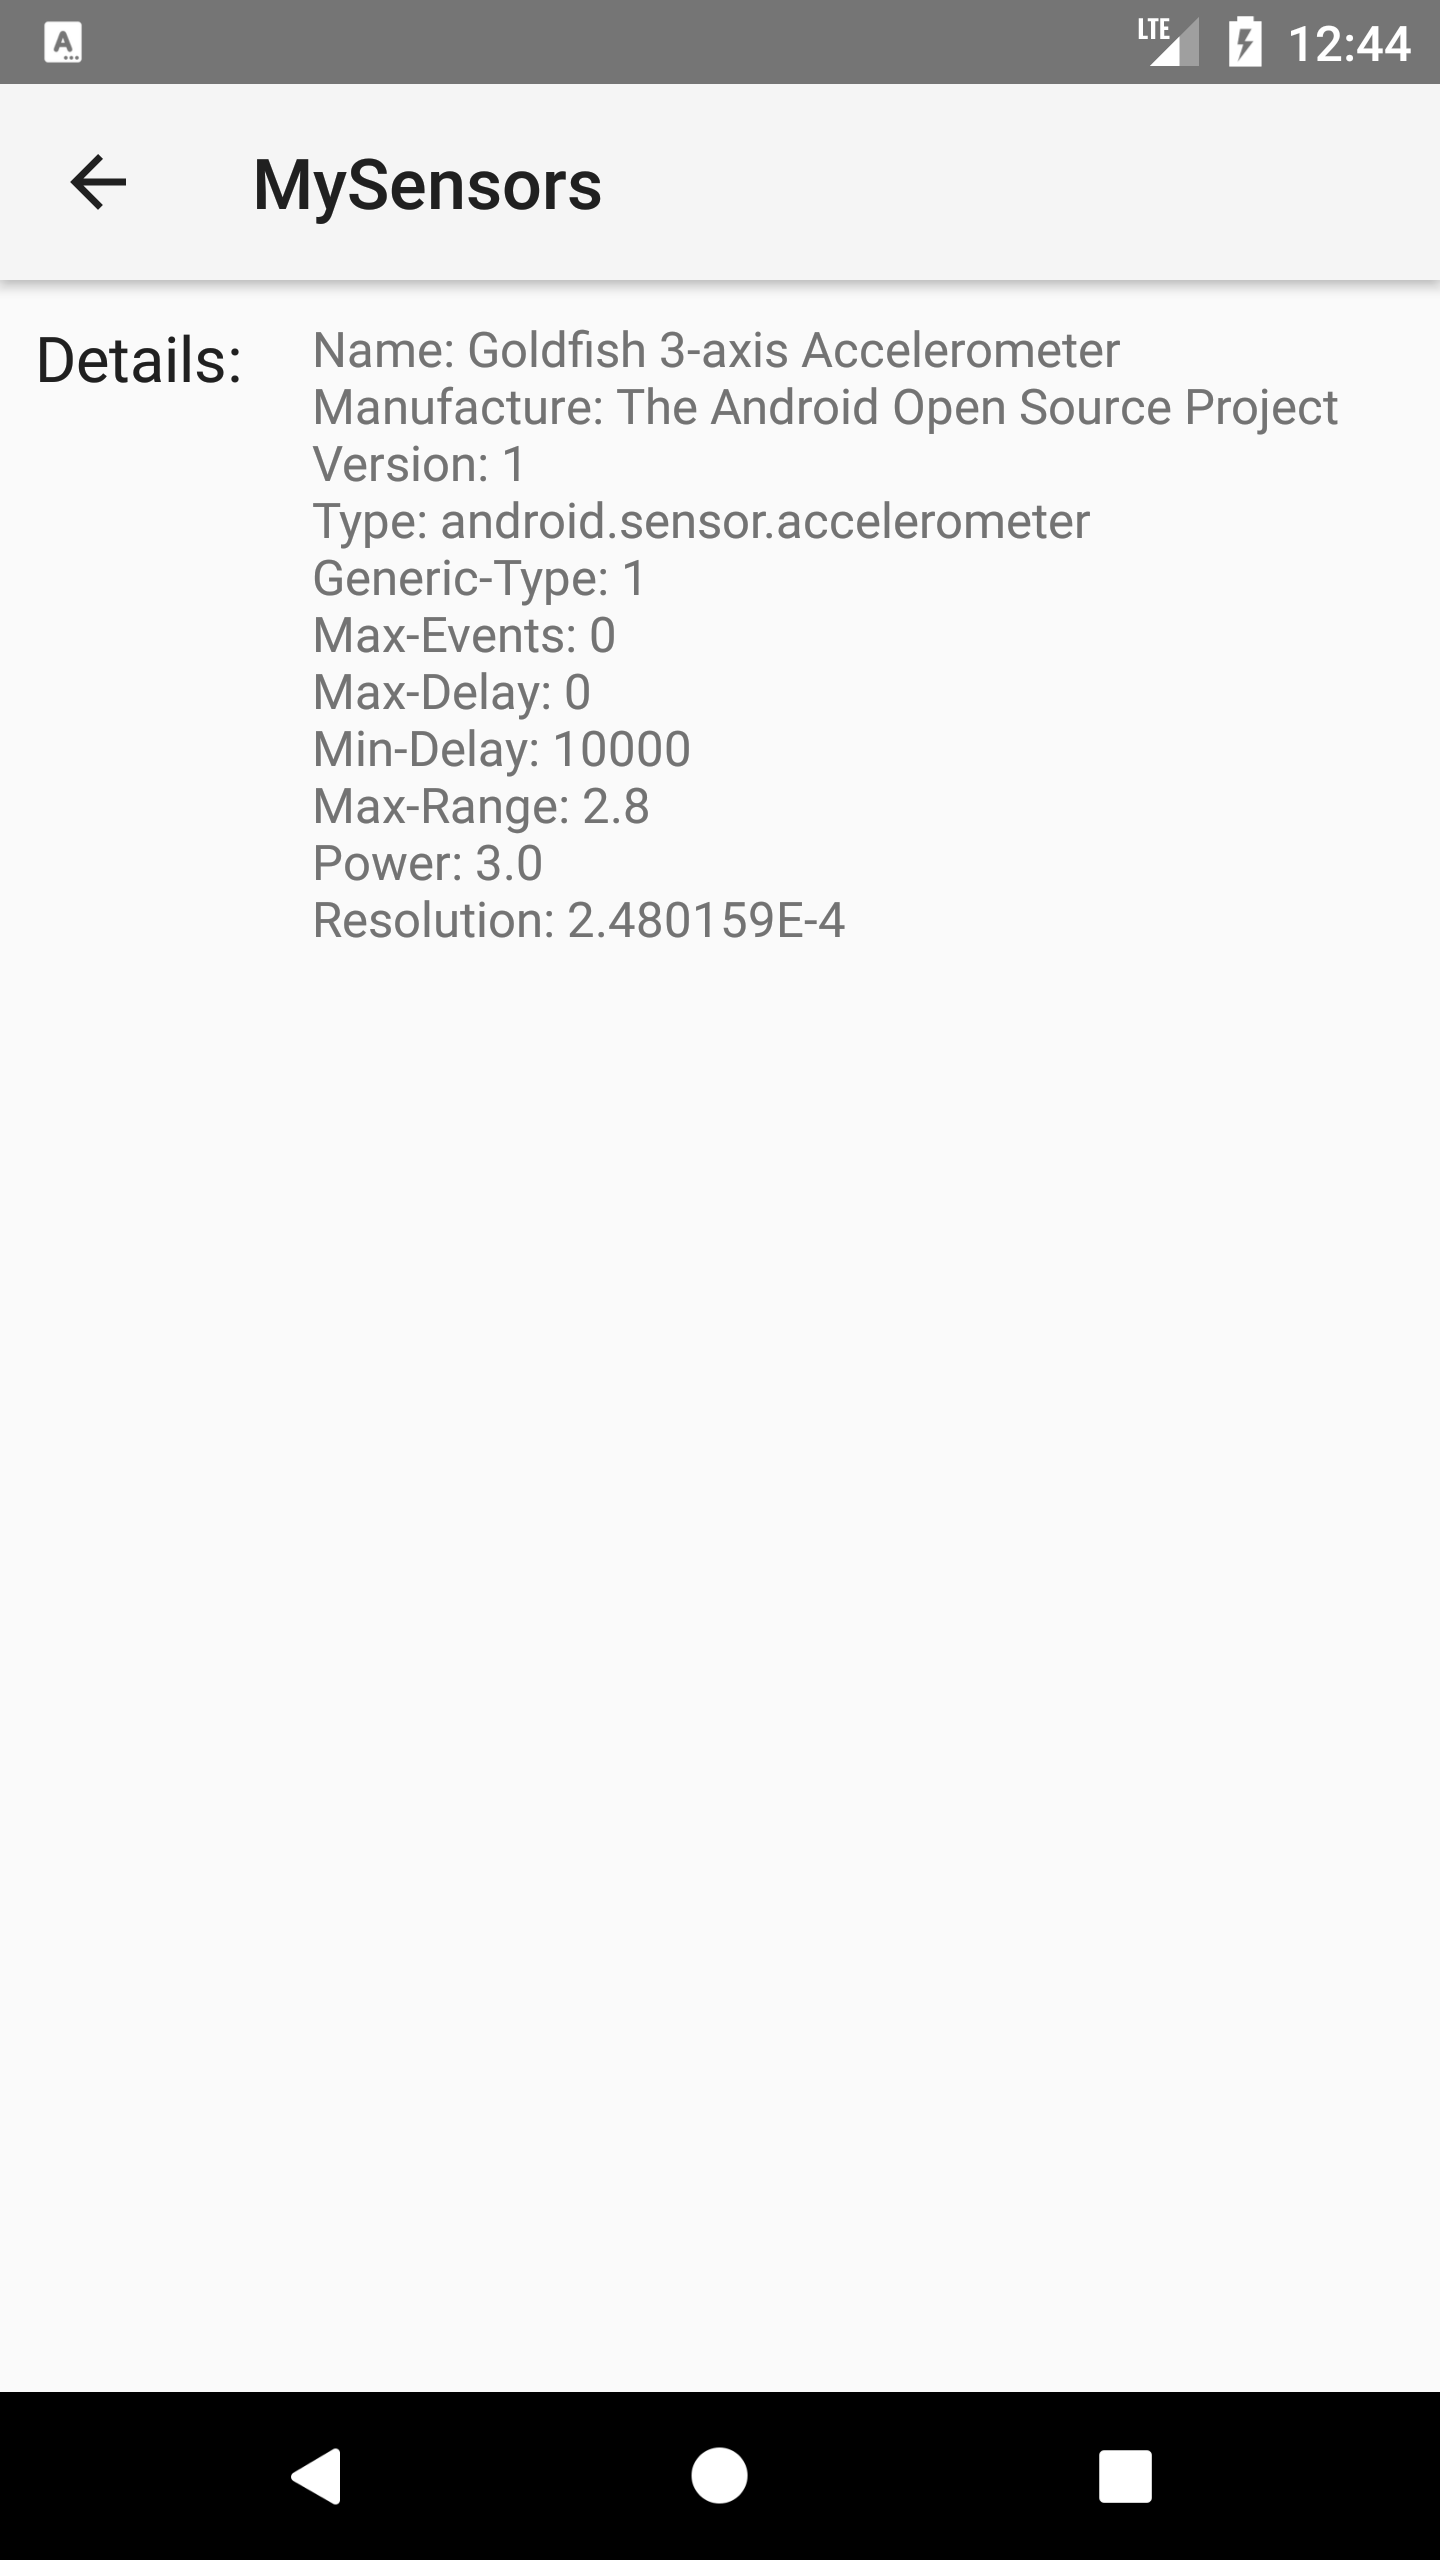 LTE 12:44
MySensors
Details:
Name: Goldfish 3-axis Accelerometer
Manufacture: The Android Open Source Project
Version: 1
Type: android.sensor.accelerometer
Generic-Type: 1
Max-Events: 0
Max-Delay: 0
Min-Delay: 10000
Max-Range: 2.8
Power: 3.0
Resolution: 2.480159E-4